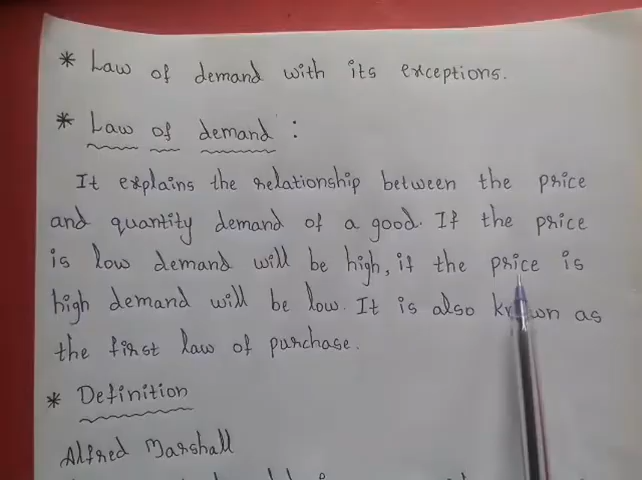 * Law of demand with its exceptions.
* Law of demand :
It explains the relationship between the price
and quantity demand of a good. If the price
is low demand will be high, if the price is
high demand will be low. It is also known as
the first law of purchase.
* Definition
Alfred Marshall